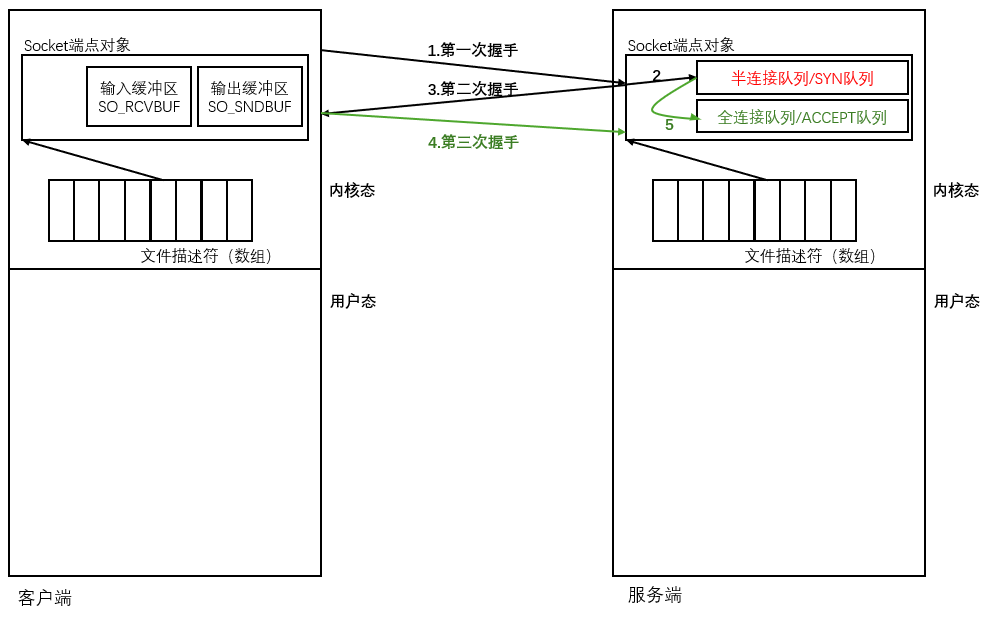 Socket端点对象
输入缓冲区
SO_RCVBUF
输出缓冲区
SO_SNDBUF
文件描述符（数组）
内核态
用户态
客户端
1.第一次握手
3.第二次握手
4.第三次握手
Socket端点对象
2
半连接队列/SYN队列
全连接队列/ACCEPT队列
5
文件描述符（数组）
内核态
用户态
服务端